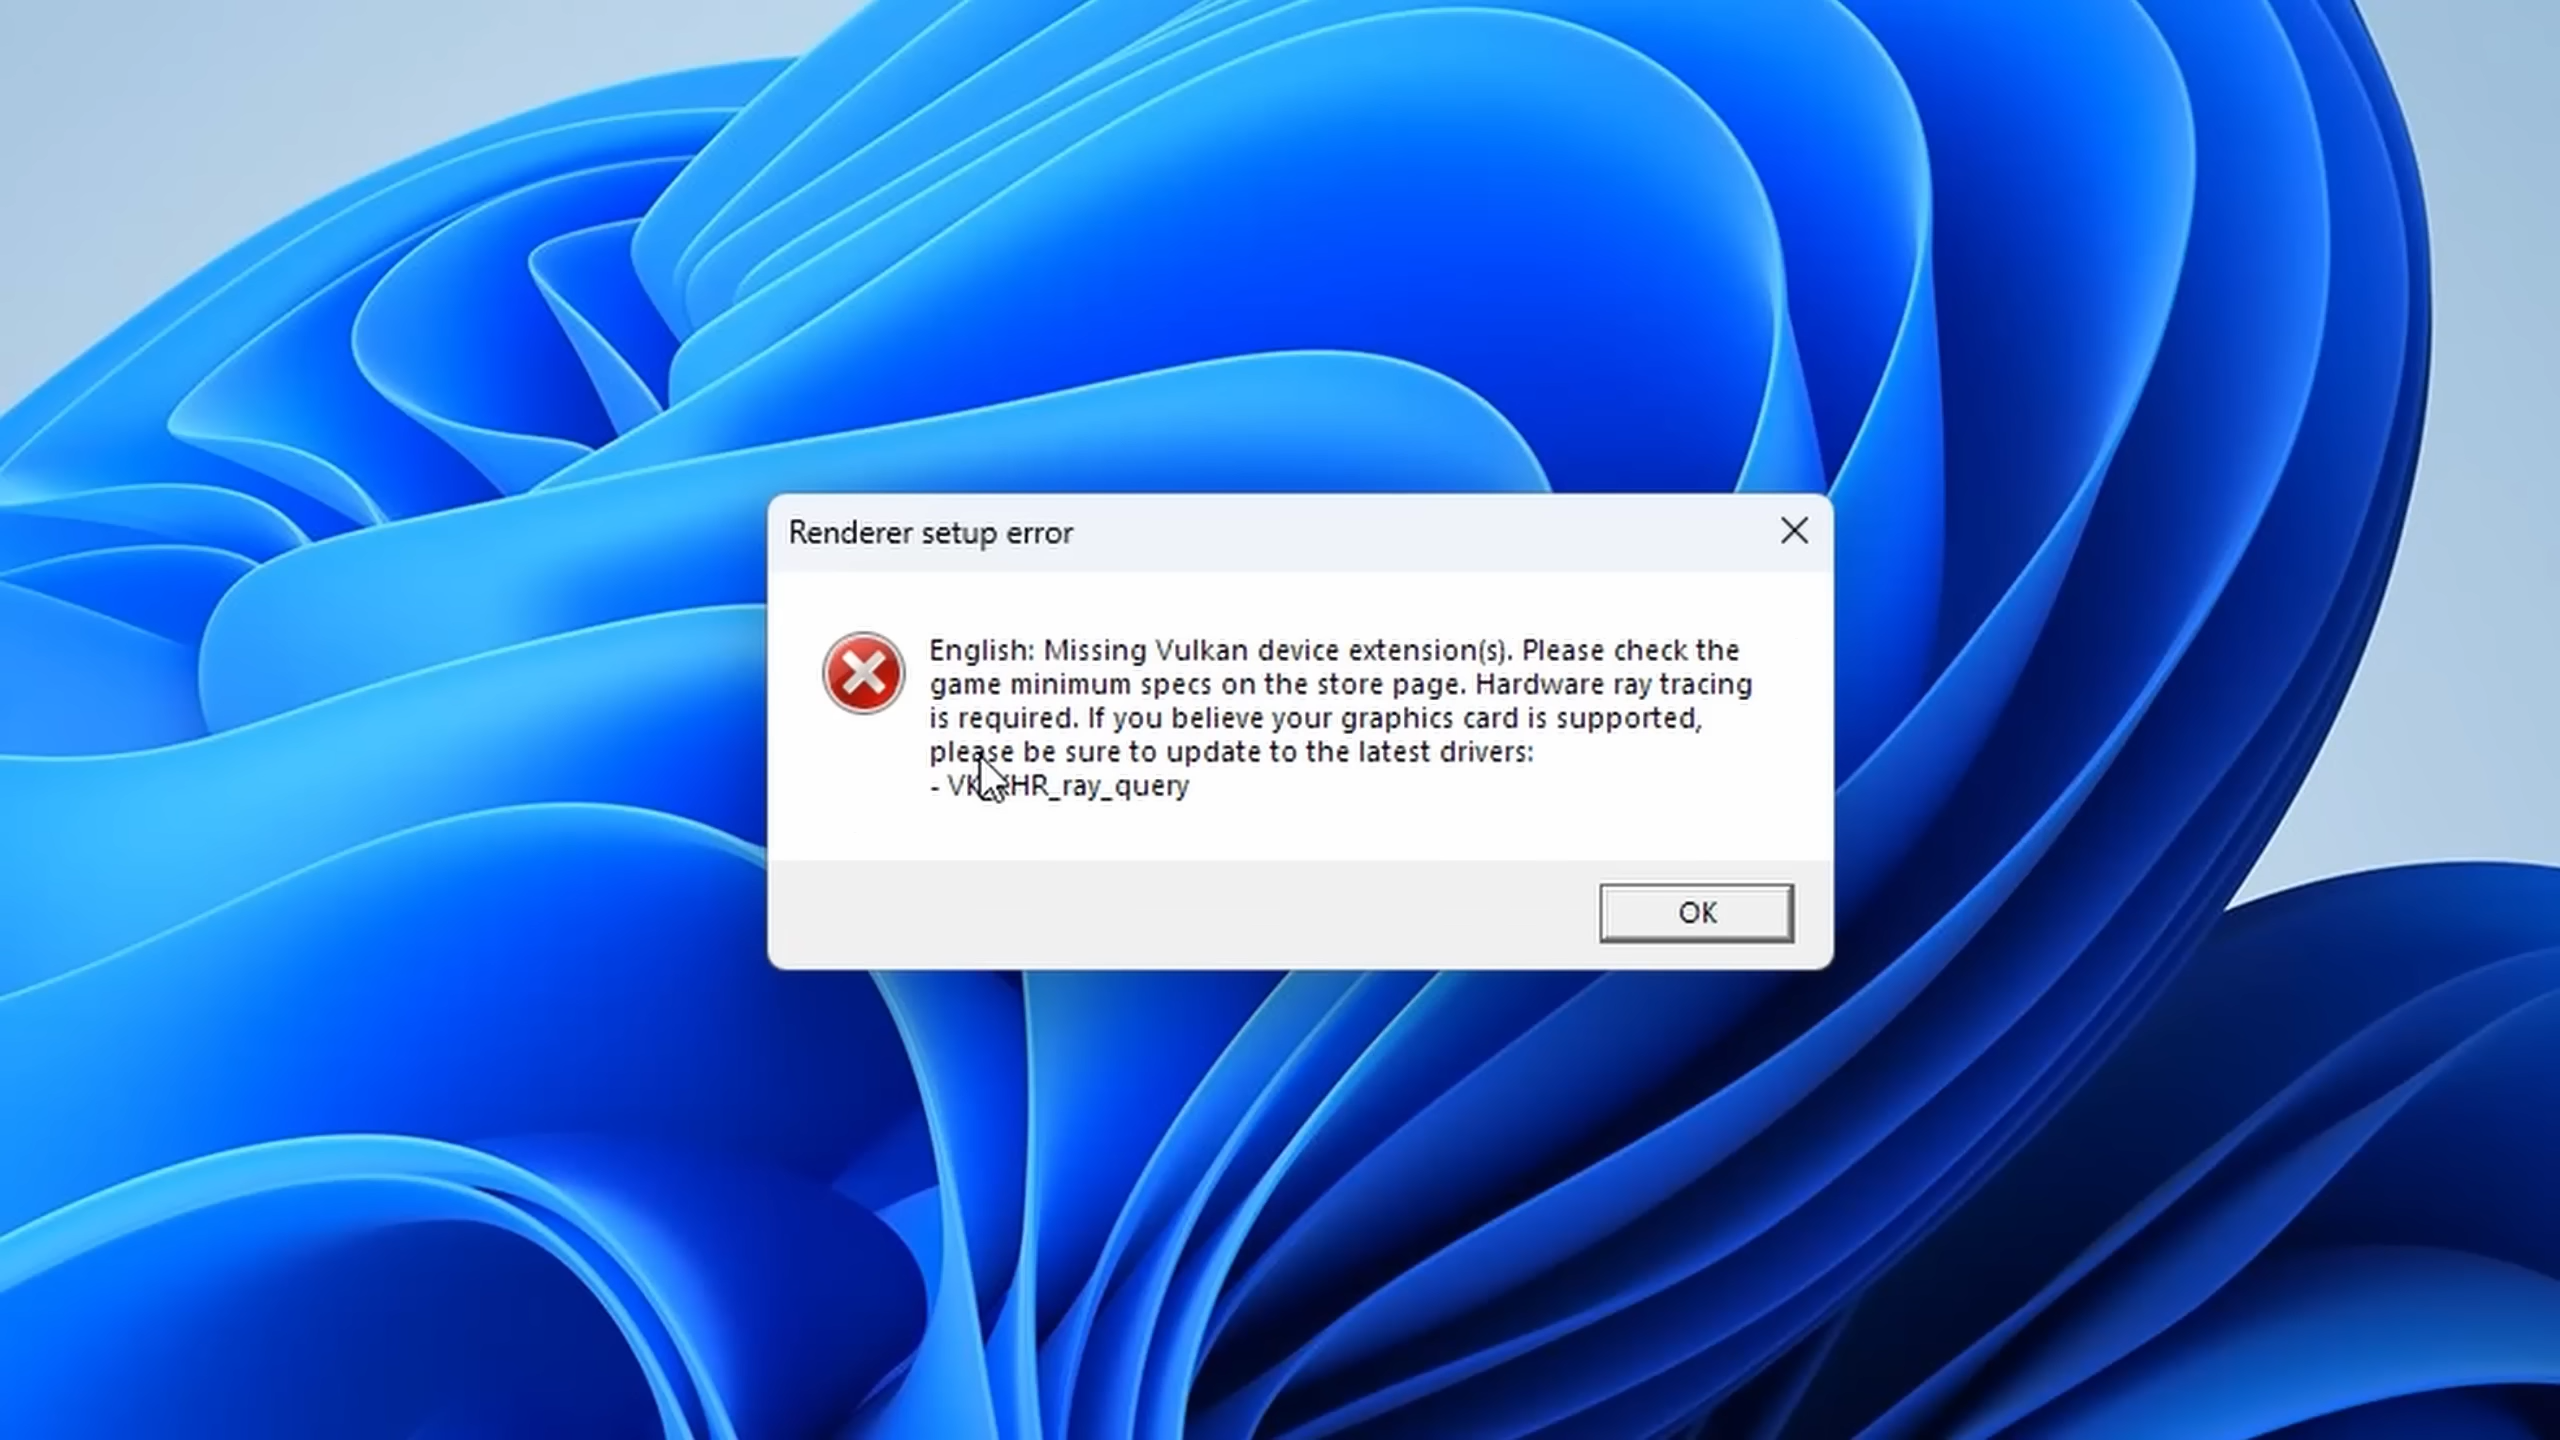 Renderer setup error
English: Missing Vulkan device extension(s). Please check the
game minimum specs on the store page. Hardware ray tracing
is required. If you believe your graphics card is supported,
please be sure to update to the latest drivers:
- VK_KHR_ray_query
OK